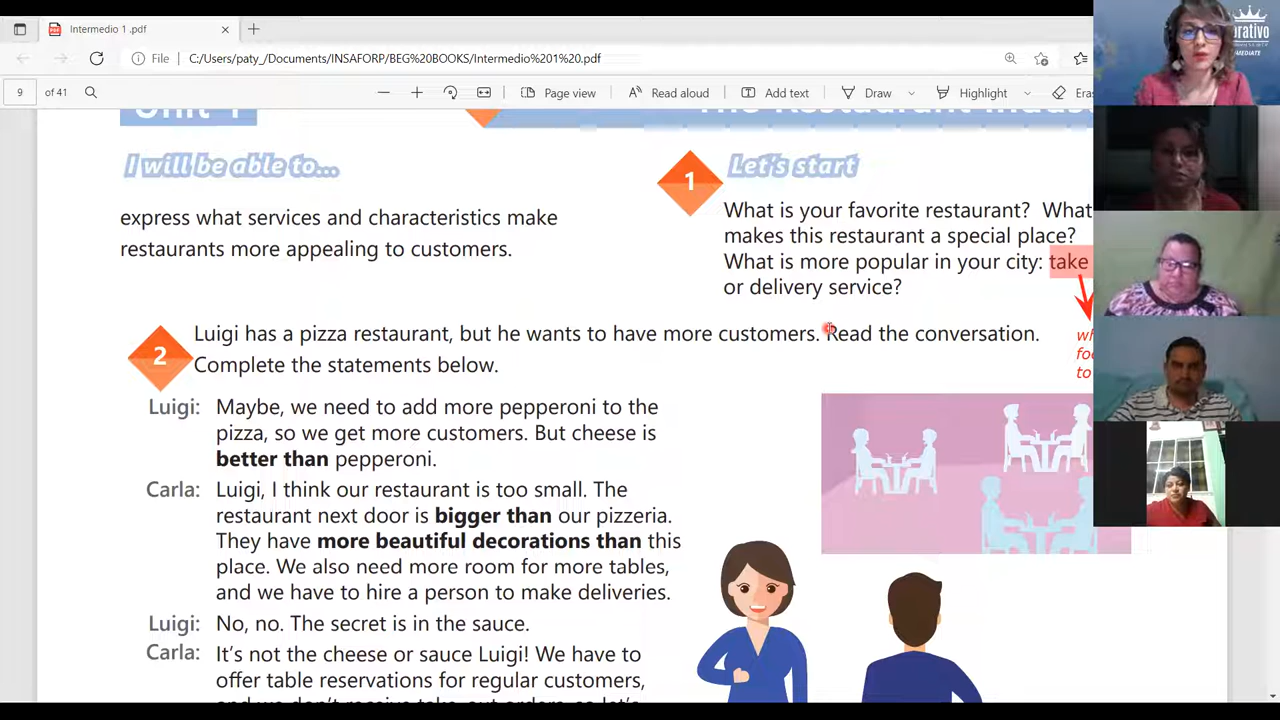 Intermedio 1 .pdf
File
C:/Users/paty_/Documents/INSAFORP/BEG%20BOOKS/Intermedio%201%20.pdf
9 of 41
Page view
Read aloud
Add text
Draw
Highlight
Unit 1
The Restaurant
I will be able to...
express what services and characteristics make
restaurants more appealing to customers.
1
Let's start
What is your favorite restaurant? What
makes this restaurant a special place?
What is more popular in your city: take
or delivery service?
2
Luigi has a pizza restaurant, but he wants to have more customers. Read the conversation.
Complete the statements below.
Luigi: Maybe, we need to add more pepperoni to the
pizza, so we get more customers. But cheese is
better than pepperoni.
Carla: Luigi, I think our restaurant is too small. The
restaurant next door is bigger than our pizzeria.
They have more beautiful decorations than this
place. We also need more room for more tables,
and we have to hire a person to make deliveries.
Luigi: No, no. The secret is in the sauce.
Carla: It's not the cheese or sauce Luigi! We have to
offer table reservations for regular customers,
to